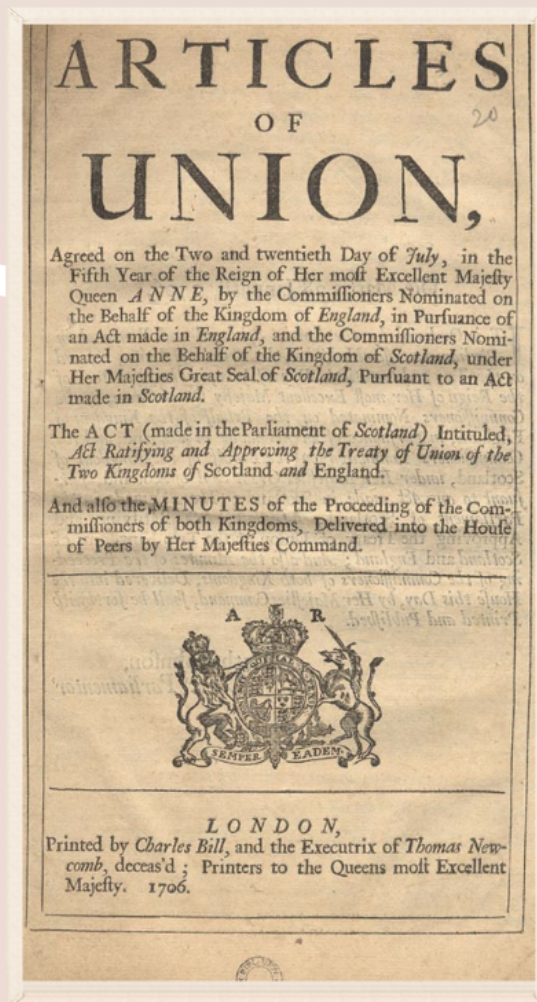 ARTICLES
OF
20
UNION,
Agreed on the Two and twentieth Day of July, in the
Fifth Year of the Reign of Her moſt Excellent Majeſty
Queen ANNE, by the Commiſſioners Nominated on
the Behalf of the Kingdom of England, in Purſuance of
an Act made in England, and the Commiſſioners Nomi-
nated on the Behalf of the Kingdom of Scotland, under
Her Majeſties Great Seal of Scotland, Purſuant to an Act
made in Scotland.
The ACT (made in the Parliament of Scotland) Intituled,
Act Ratifying and Approving the Treaty of Union of the
Two Kingdoms of Scotland and England.
And also the MINUTES of the Proceeding of the Com-
miſſioners of both Kingdoms, Delivered into the Houſe
of Peers by Her Majeſties Command.
A R
SEMPER EADEM
LONDON,
Printed by Charles Bill, and the Executrix of Thomas New-
comb, deceas'd ; Printers to the Queens moſt Excellent
Majeſty. 1706.